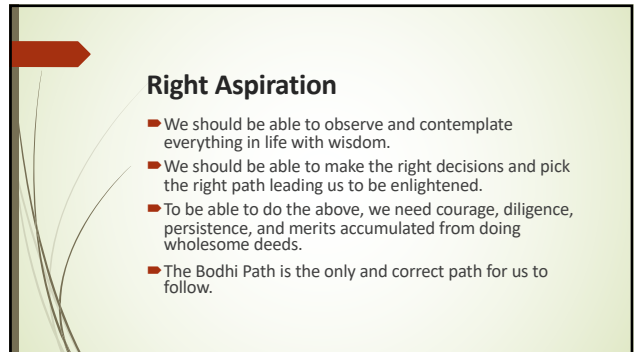 Right Aspiration
We should be able to observe and contemplate
everything in life with wisdom.
We should be able to make the right decisions and pick
the right path leading us to be enlightened.
To be able to do the above, we need courage, diligence,
persistence, and merits accumulated from doing
wholesome deeds.
The Bodhi Path is the only and correct path for us to
follow.